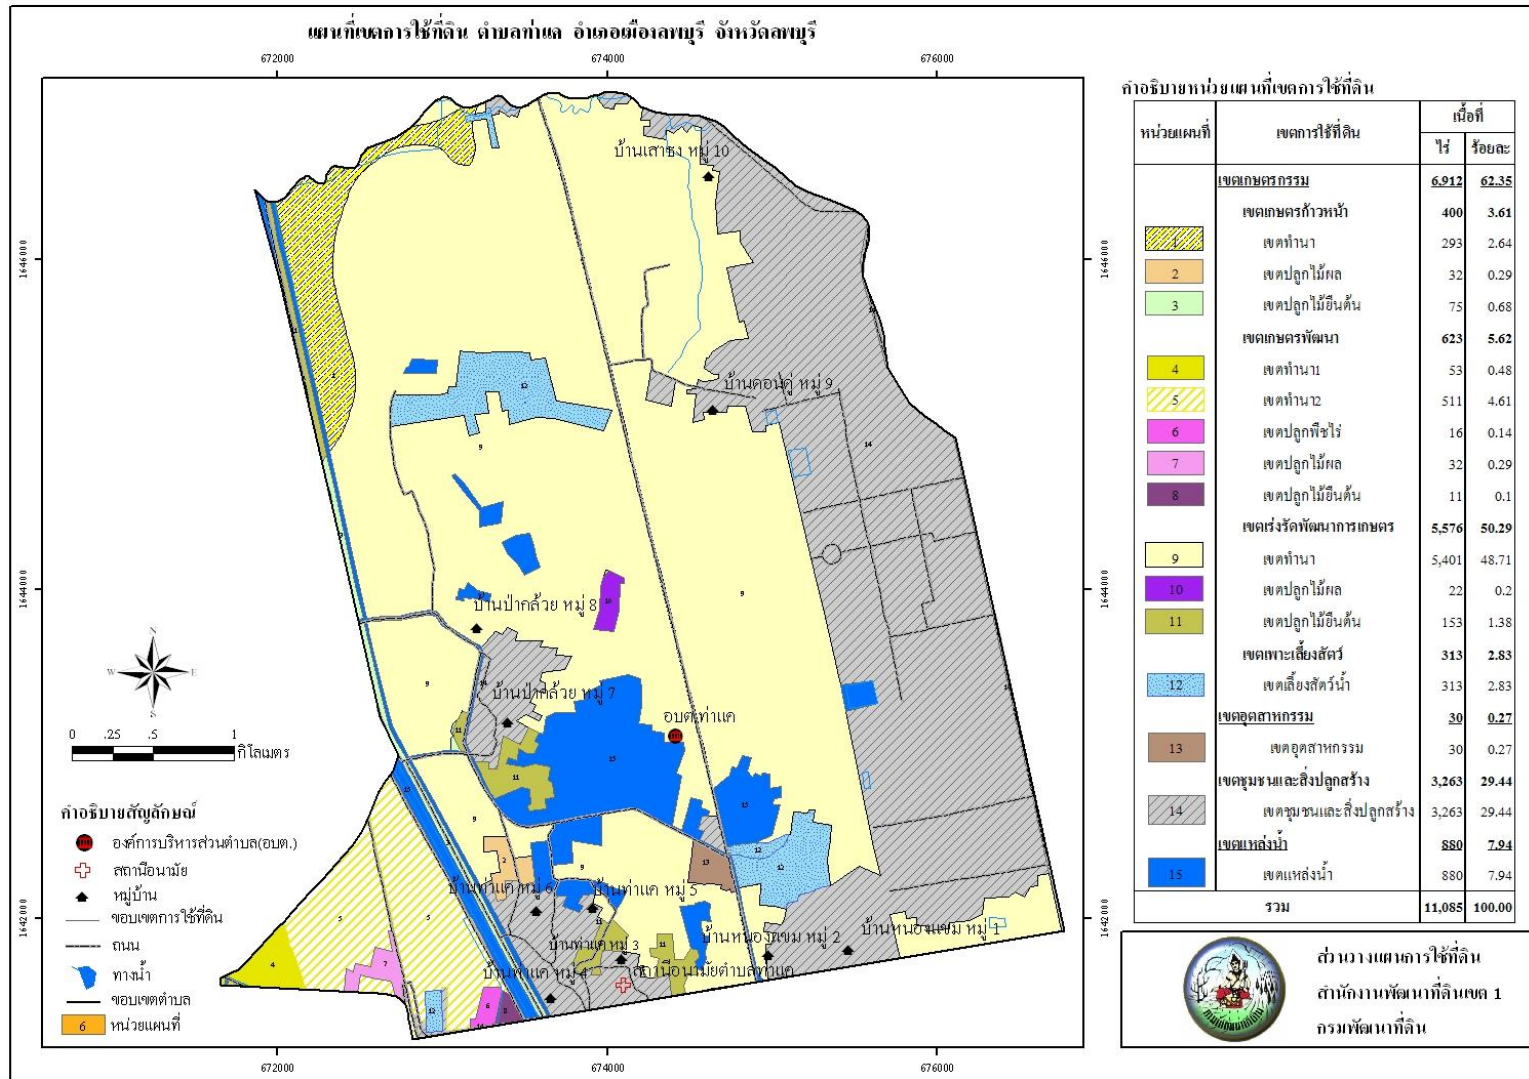 แผนที่เขตการใช้ที่ดิน ตำบลท่าแค อำเภอเมืองลพบุรี จังหวัดลพบุรี
672000 674000 676000
1646000 1646000
1644000 1644000
1642000 1642000
672000 674000 676000
บ้านเสาธง หมู่ 10
บ้านดอนดู่ หมู่ 9
บ้านป่ากล้วย หมู่ 8
บ้านป่ากล้วย หมู่ 7
อบต.ท่าแค
บ้านท่าแค หมู่ 6
บ้านท่าแค หมู่ 5
บ้านท่าแค หมู่ 3
บ้านท่าแค หมู่ 4
บ้านหนองแขม หมู่ 2
บ้านหนองแขม หมู่ 1
สถานีอนามัยตำบลท่าแค
N
W E
S
0 .25 .5 1
กิโลเมตร
คำอธิบายสัญลักษณ์
องค์การบริหารส่วนตำบล(อบต.)
สถานีอนามัย
หมู่บ้าน
ขอบเขตการใช้ที่ดิน
ถนน
ทางน้ำ
ขอบเขตตำบล
6 หน่วยแผนที่
คำอธิบายหน่วยแผนที่เขตการใช้ที่ดิน
หน่วยแผนที่ เขตการใช้ที่ดิน เนื้อที่
ไร่ ร้อยละ
เขตเกษตรกรรม 6,912 62.35
เขตเกษตรก้าวหน้า 400 3.61
1 เขตทำนา 293 2.64
2 เขตปลูกไม้ผล 32 0.29
3 เขตปลูกไม้ยืนต้น 75 0.68
เขตเกษตรพัฒนา 623 5.62
4 เขตทำนา1 53 0.48
5 เขตทำนา2 511 4.61
6 เขตปลูกพืชไร่ 16 0.14
7 เขตปลูกไม้ผล 32 0.29
8 เขตปลูกไม้ยืนต้น 11 0.1
เขตเร่งรัดพัฒนาการเกษตร 5,576 50.29
9 เขตทำนา 5,401 48.71
10 เขตปลูกไม้ผล 22 0.2
11 เขตปลูกไม้ยืนต้น 153 1.38
เขตเพาะเลี้ยงสัตว์ 313 2.83
12 เขตเลี้ยงสัตว์น้ำ 313 2.83
เขตอุตสาหกรรม 30 0.27
13 เขตอุตสาหกรรม 30 0.27
เขตชุมชนและสิ่งปลูกสร้าง 3,263 29.44
14 เขตชุมชนและสิ่งปลูกสร้าง 3,263 29.44
เขตแหล่งน้ำ 880 7.94
15 เขตแหล่งน้ำ 880 7.94
รวม 11,085 100.00
ส่วนวางแผนการใช้ที่ดิน
สำนักงานพัฒนาที่ดินเขต 1
กรมพัฒนาที่ดิน